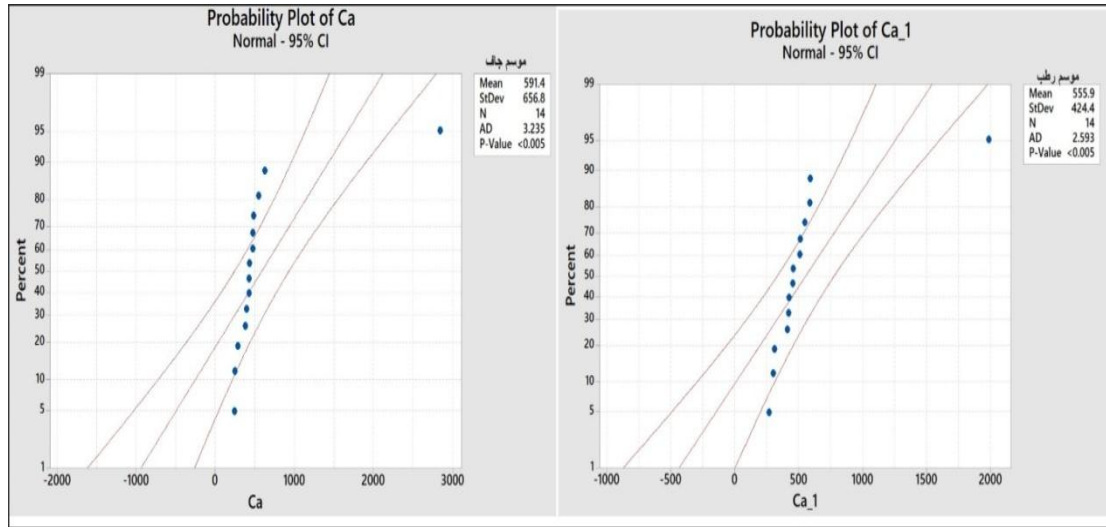 Probability Plot of Ca
Normal - 95% CI
موسم جاف
Mean 591.4
StDev 656.8
N 14
AD 3.235
P-Value <0.005
99
95
90
80
70
60
50
40
30
20
10
5
1
Percent
-2000
-1000
0
1000
2000
3000
Ca
Probability Plot of Ca_1
Normal - 95% CI
موسم رطب
Mean 555.9
StDev 424.4
N 14
AD 2.593
P-Value <0.005
99
95
90
80
70
60
50
40
30
20
10
5
1
Percent
-1000
-500
0
500
1000
1500
2000
Ca_1